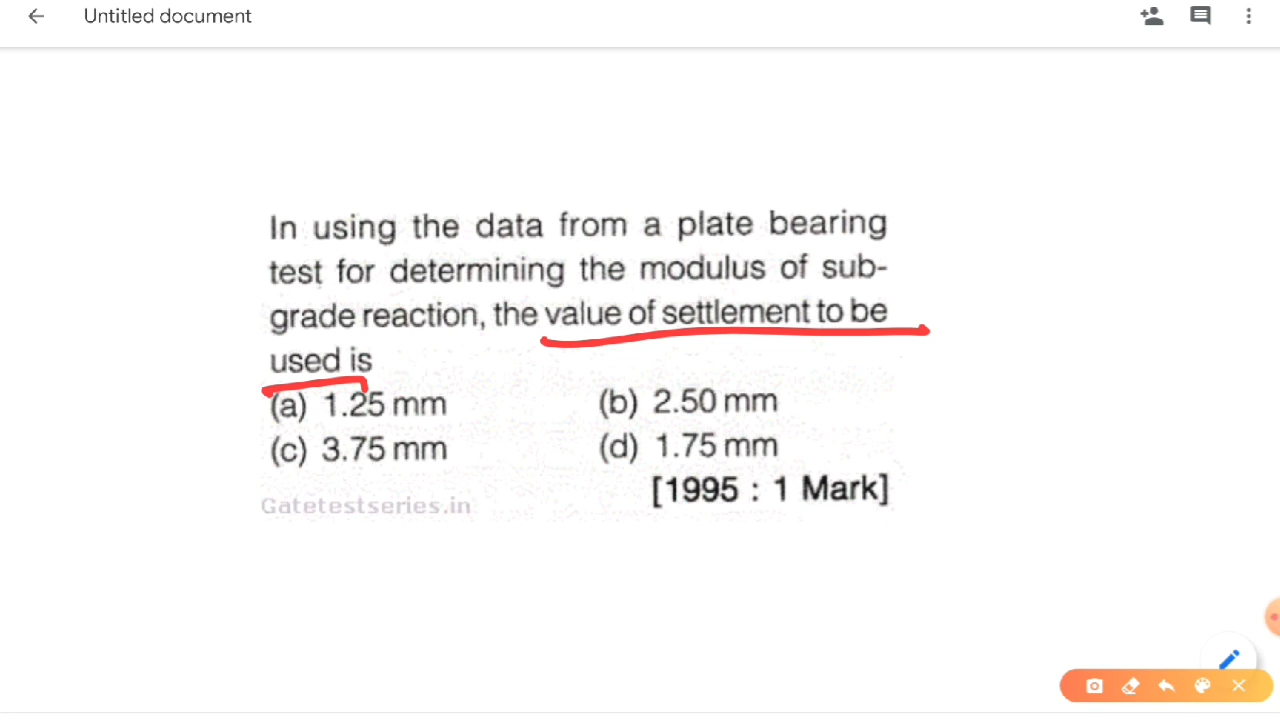 Untitled document
In using the data from a plate bearing
test for determining the modulus of sub-
grade reaction, the value of settlement to be
used is
(a) 1.25 mm (b) 2.50 mm
(c) 3.75 mm (d) 1.75 mm
[1995 : 1 Mark]
Gatetestseries.in